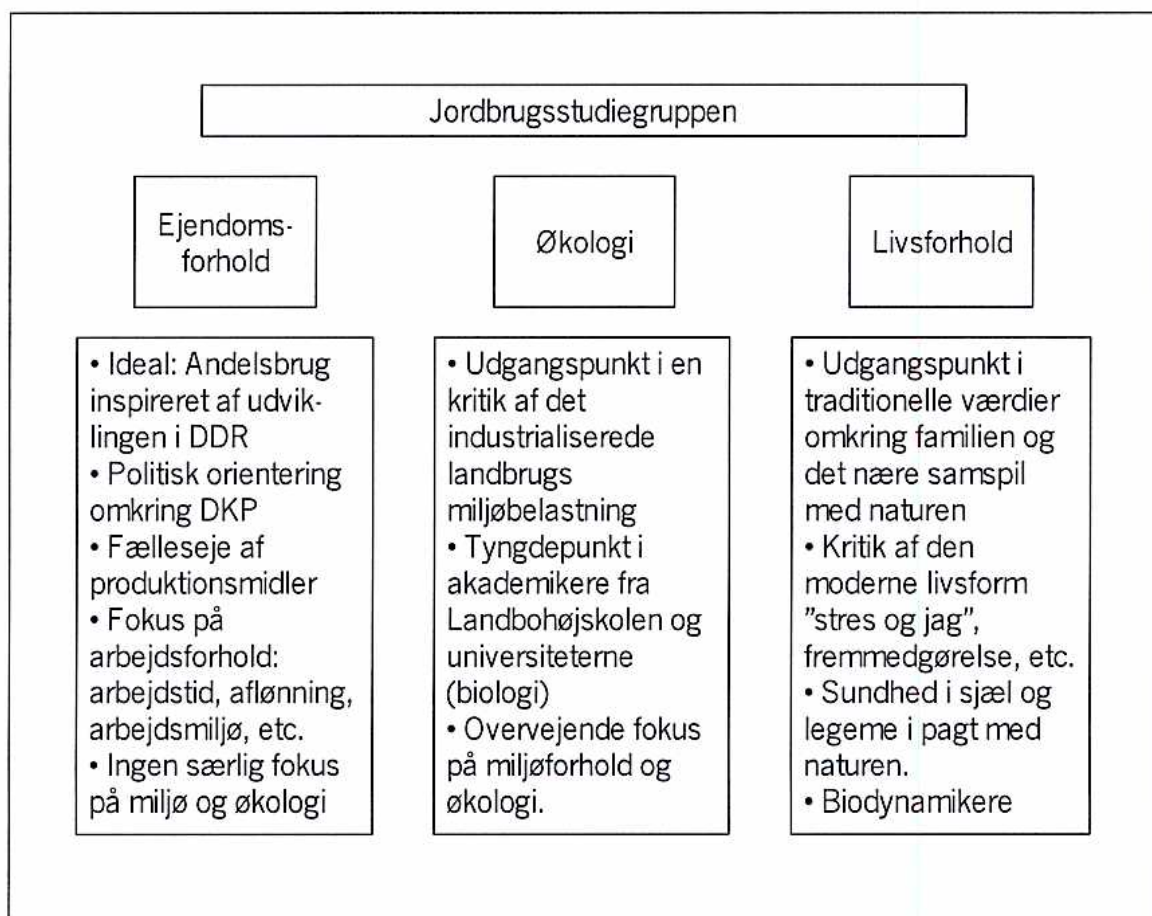 Jordbrugsstudiegruppen
Ejendoms-
forhold
• Ideal: Andelsbrug
inspireret af udvik-
lingen i DDR
• Politisk orientering
omkring DKP
• Fælleseje af
produktionsmidler
• Fokus på
arbejdsforhold:
arbejdstid, aflønning,
arbejdsmiljø, etc.
• Ingen særlig fokus
på miljø og økologi
Økologi
• Udgangspunkt i en
kritik af det
industrialiserede
landbrugs
miljøbelastning
• Tyngdepunkt i
akademikere fra
Landbohøjskolen og
universiteterne
(biologi)
• Overvejende fokus
på miljøforhold og
økologi.
Livsforhold
• Udgangspunkt i
traditionelle værdier
omkring familien og
det nære samspil
med naturen
• Kritik af den
moderne livsform
”stres og jag”,
fremmedgørelse, etc.
• Sundhed i sjæl og
legeme i pagt med
naturen.
• Biodynamikere